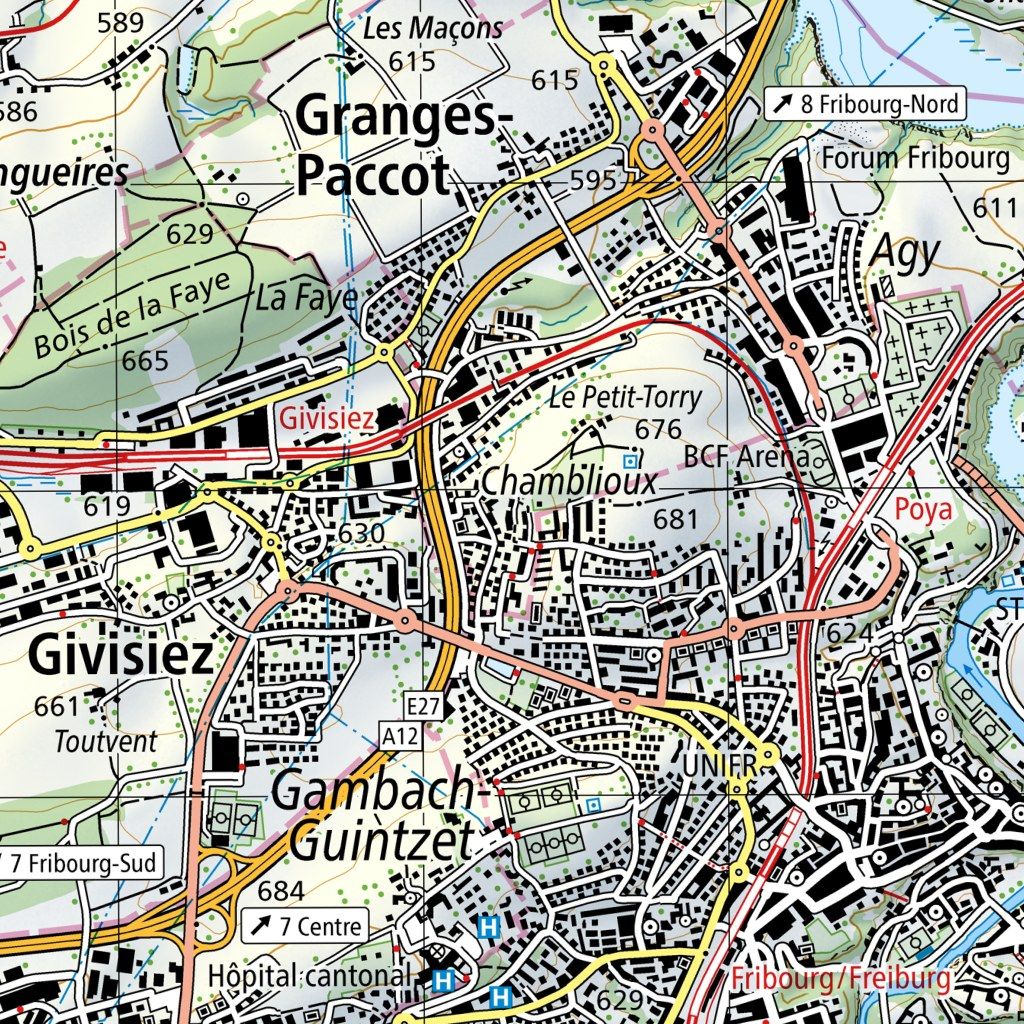 589
Les Maçons
615
615
586
8 Fribourg-Nord
Granges-
Paccot
Forum Fribourg
ngueires
595
611
629
Agy
La Faye
Bois de la Faye
665
Givisiez
Le Petit-Torry
676
BCF Arena
Chamblioux
619
630
681
Poya
ST
624
Givisiez
661
E27
Toutvent
A12
UNIFR
Gambach-
Guintzet
7 Fribourg-Sud
684
7 Centre
H
Hôpital cantonal
H
H
629
Fribourg/Freiburg